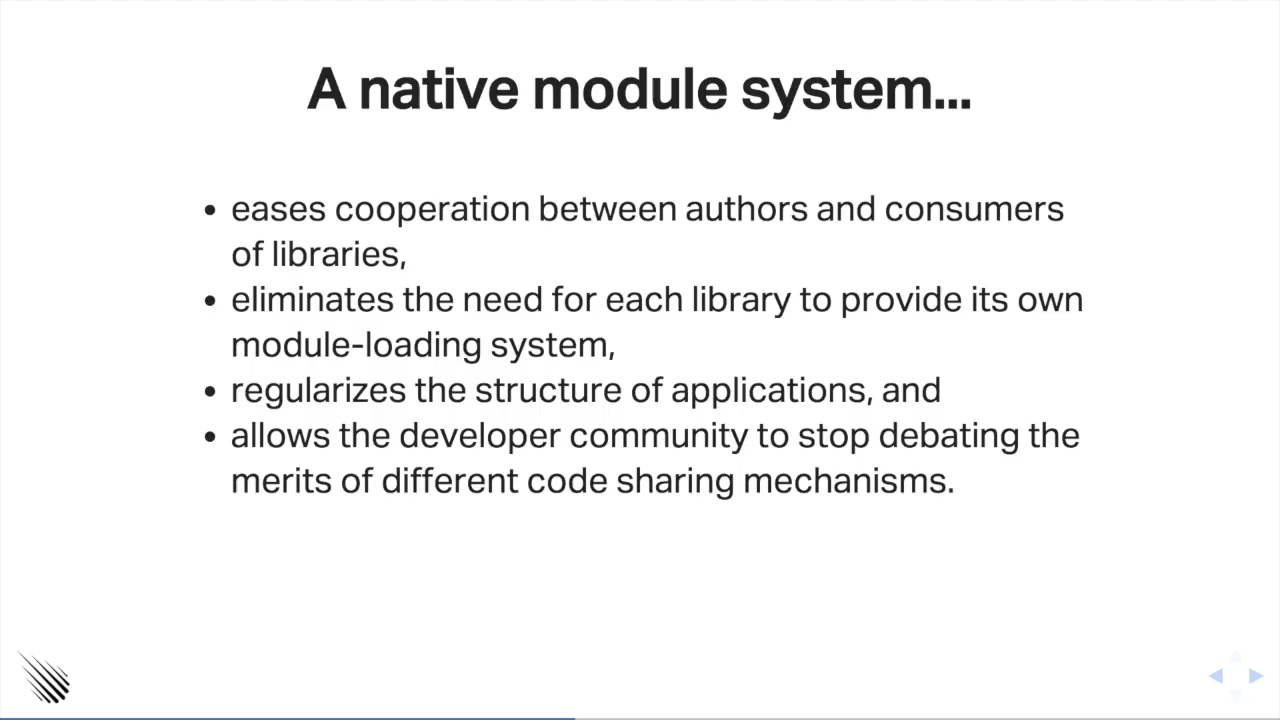 A native module system...
• eases cooperation between authors and consumers
of libraries,
• eliminates the need for each library to provide its own
module-loading system,
• regularizes the structure of applications, and
• allows the developer community to stop debating the
merits of different code sharing mechanisms.